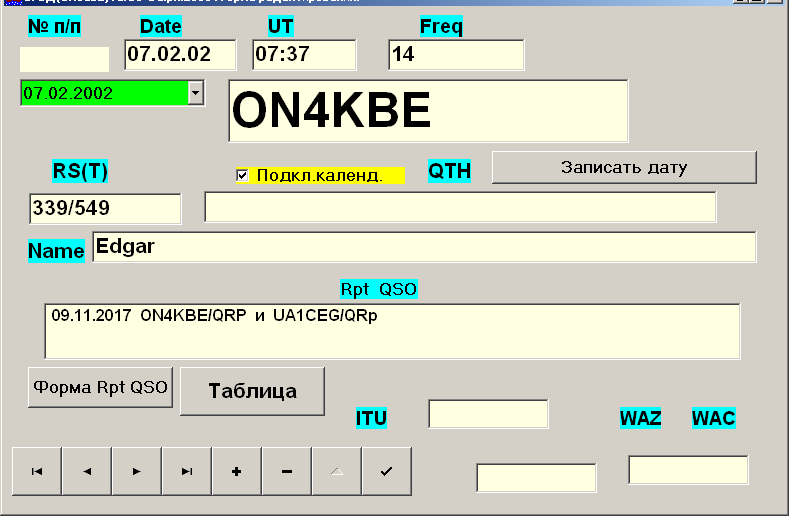 № п/п Date UT Freq
07.02.02 07:37 14
07.02.2002
ON4KBE
RS(T) Подкл.календ. QTH Записать дату
339/549
Name Edgar
Rpt QSO
09.11.2017 ON4KBE/QRP и UA1CEG/QRp
Форма Rpt QSO Таблица
ITU WAZ WAC